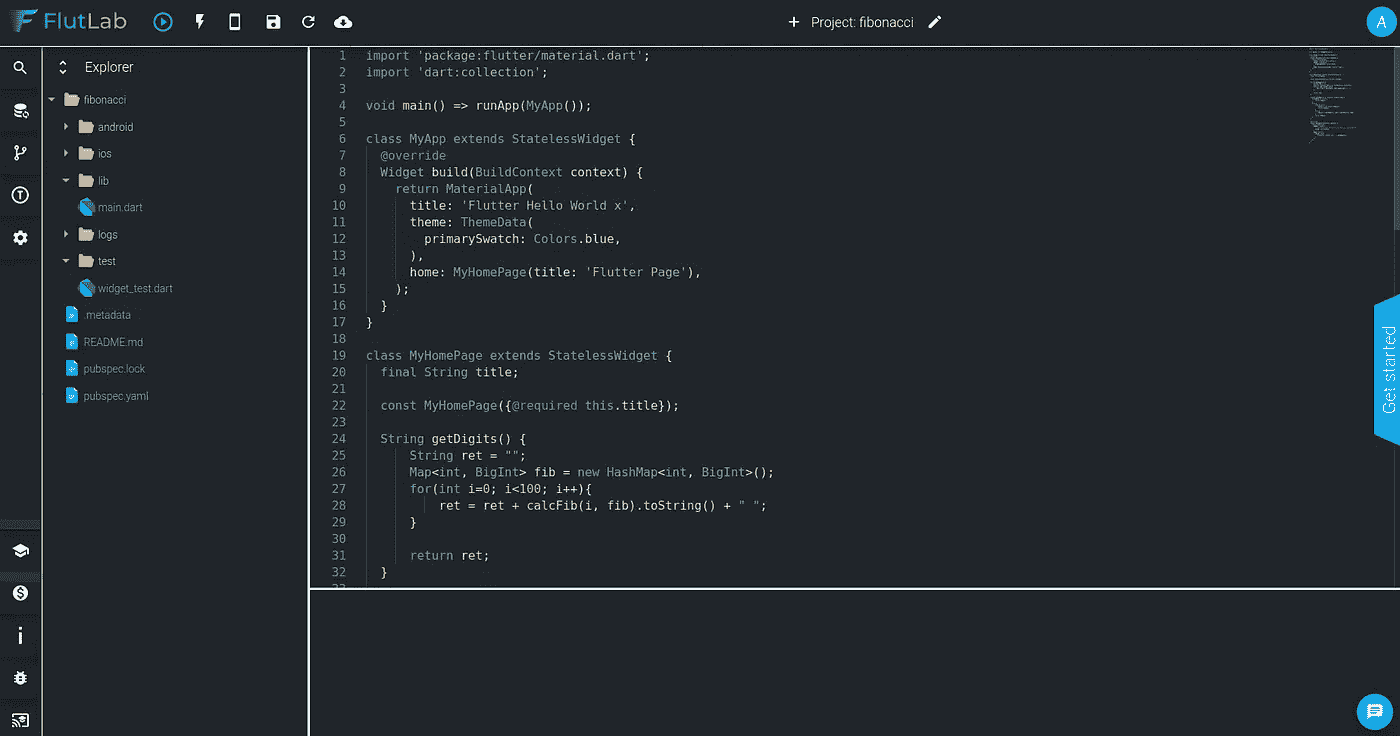 FlutLab
Project: fibonacci
A
Explorer
fibonacci
android
ios
lib
main.dart
logs
test
widget_test.dart
.metadata
README.md
pubspec.lock
pubspec.yaml
1 import 'package:flutter/material.dart';
2 import 'dart:collection';
3
4 void main() => runApp(MyApp());
5
6 class MyApp extends StatelessWidget {
7 @override
8 Widget build(BuildContext context) {
9 return MaterialApp(
10 title: 'Flutter Hello World x',
11 theme: ThemeData(
12 primarySwatch: Colors.blue,
13 ),
14 home: MyHomePage(title: 'Flutter Page'),
15 );
16 }
17 }
18
19 class MyHomePage extends StatelessWidget {
20 final String title;
21
22 const MyHomePage({@required this.title});
23
24 String getDigits() {
25 String ret = "";
26 Map<int, BigInt> fib = new HashMap<int, BigInt>();
27 for(int i=0; i<100; i++){
28 ret = ret + calcFib(i, fib).toString() + " ";
29 }
30
31 return ret;
32 }
33
Get started